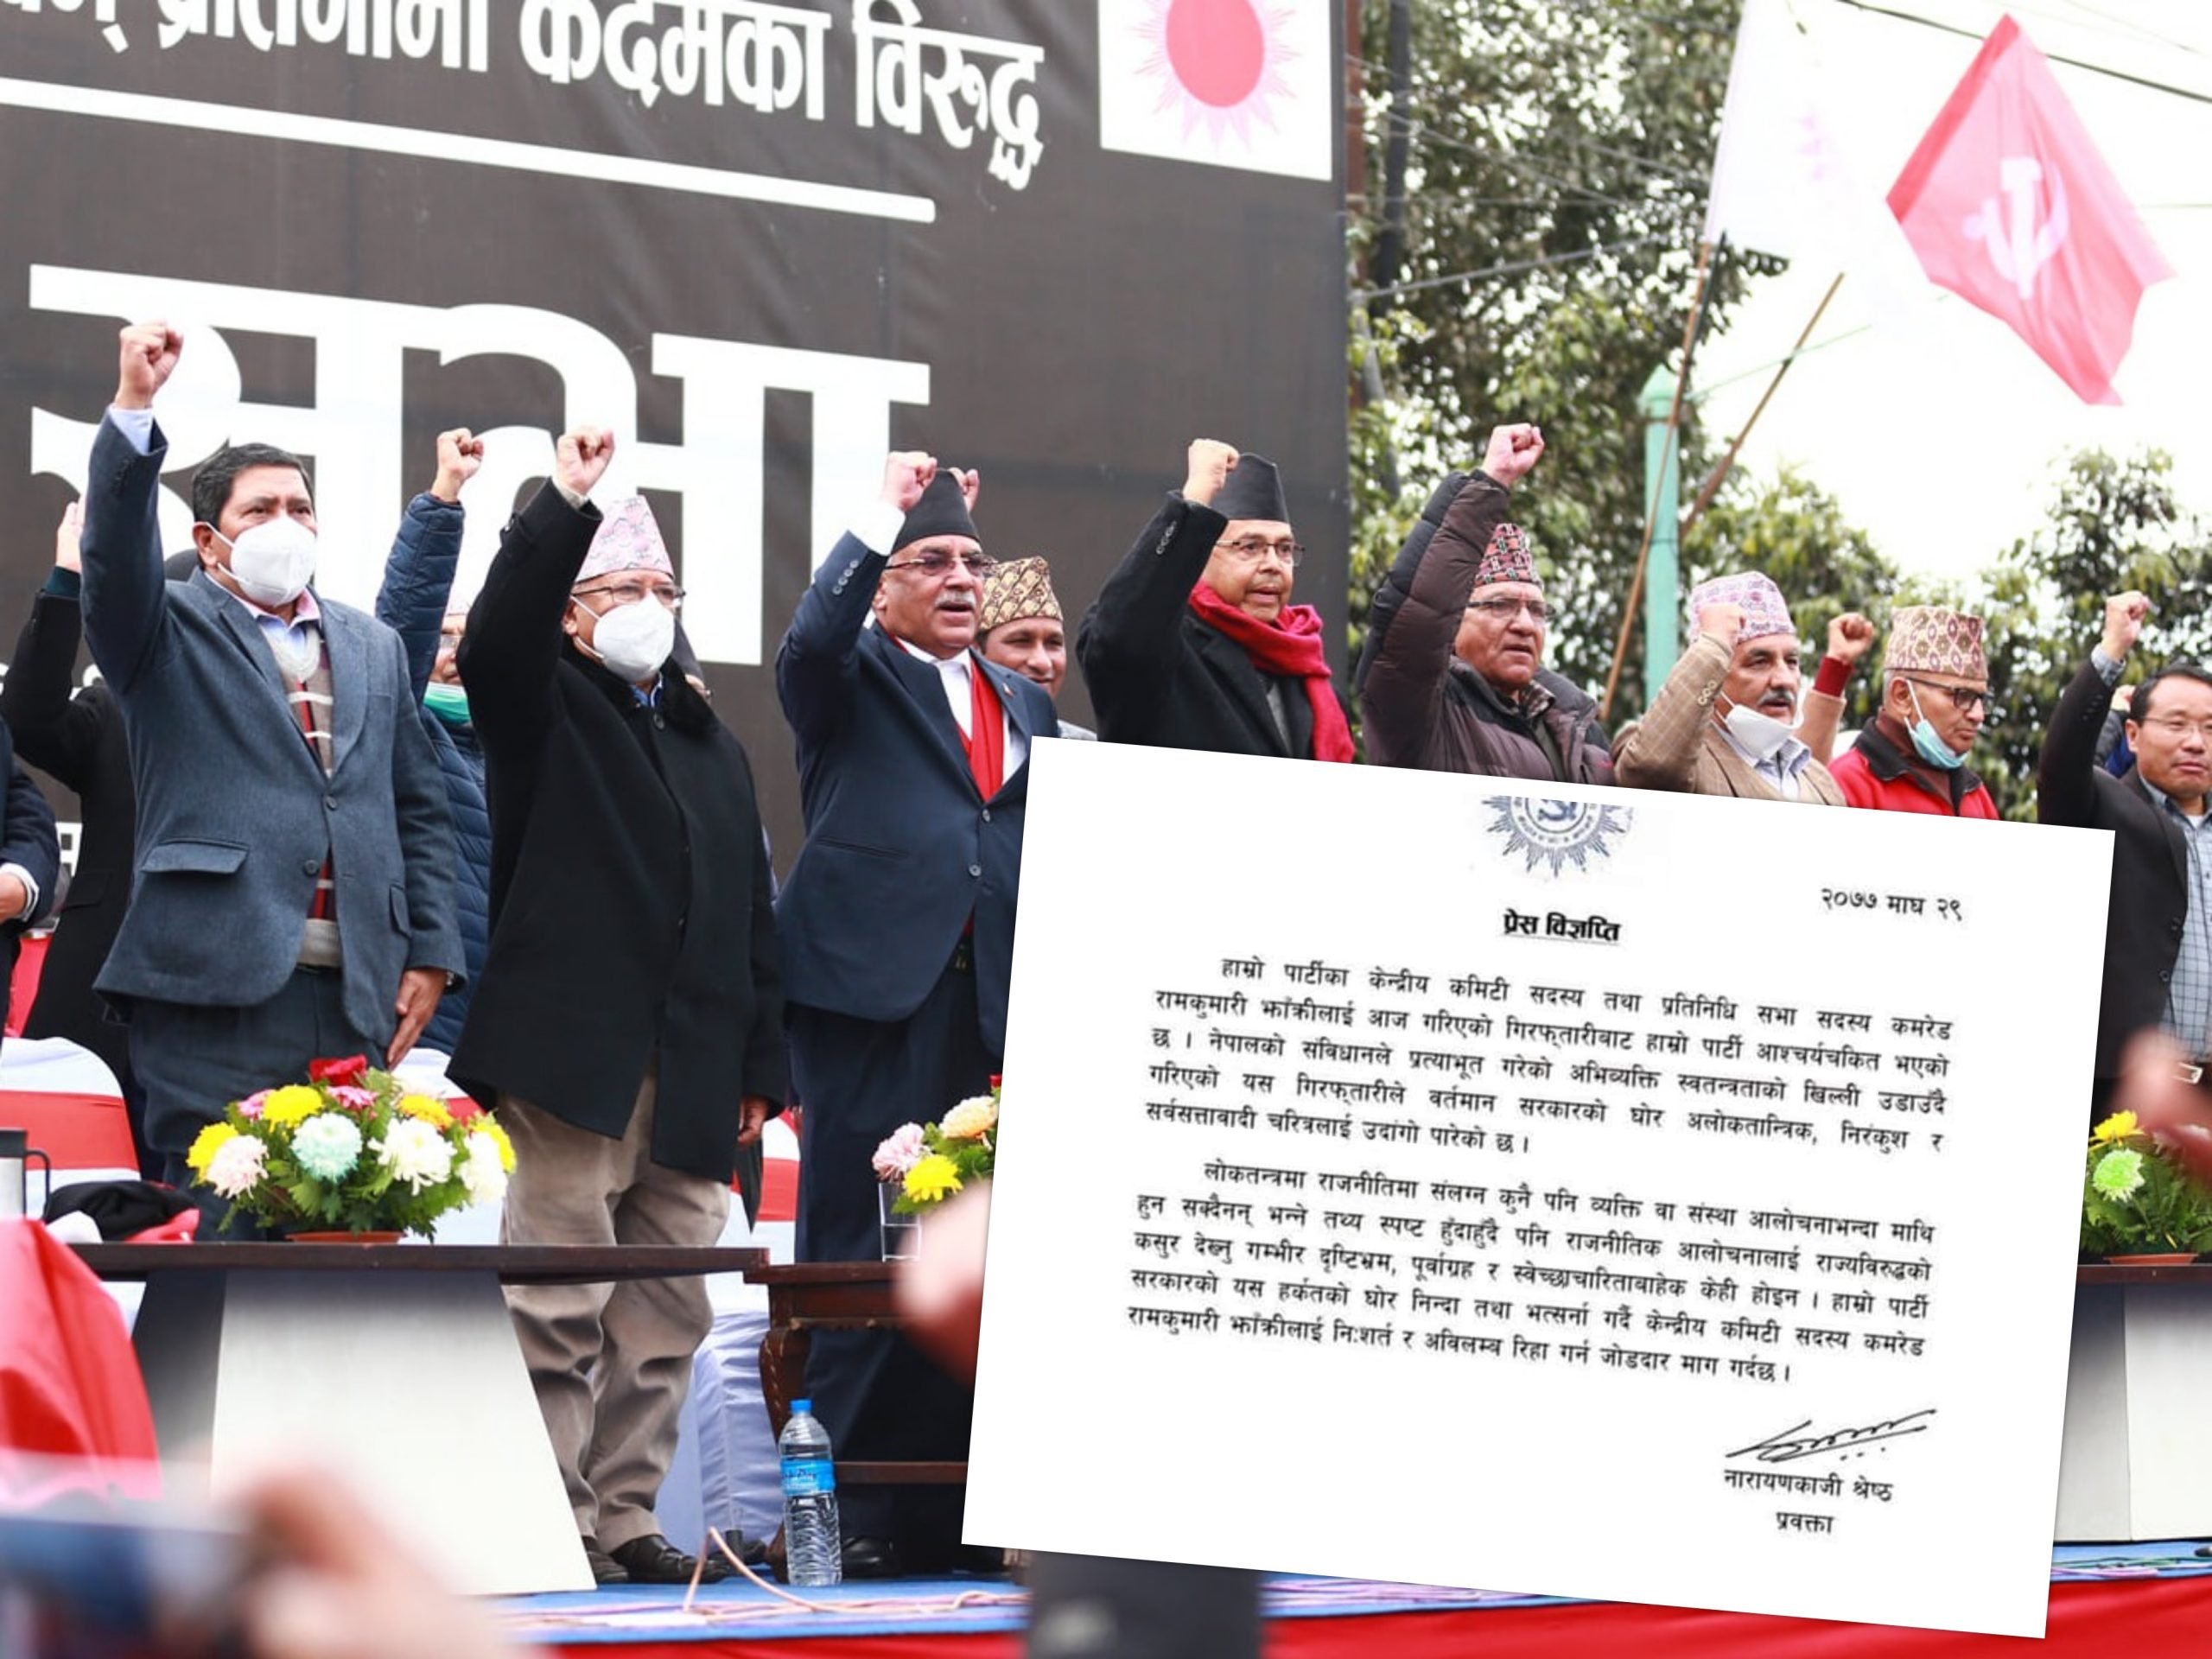 प्रतिगामी कदमका विरुद्ध
सभा
२०७७ माघ २९
प्रेस विज्ञप्ति
हाम्रो पार्टीका केन्द्रीय कमिटी सदस्य तथा प्रतिनिधि सभा सदस्य कमरेड
रामकुमारी झाँक्रीलाई आज गरिएको गिरफ्तारीबाट हाम्रो पार्टी आश्चर्यचकित भएको
छ । नेपालको संविधानले प्रत्याभूत गरेको अभिव्यक्ति स्वतन्त्रताको खिल्ली उडाउँदै
गरिएको यस गिरफ्तारीले वर्तमान सरकारको घोर अलोकतान्त्रिक, निरंकुश र
सर्वसत्तावादी चरित्रलाई उदांगो पारेको छ ।
लोकतन्त्रमा राजनीतिमा संलग्न कुनै पनि व्यक्ति वा संस्था आलोचनाभन्दा माथि
हुन सक्दैनन् भन्ने तथ्य स्पष्ट हुँदाहुँदै पनि राजनीतिक आलोचनालाई राज्यविरुद्धको
कसुर देख्नु गम्भीर दृष्टिभ्रम, पूर्वाग्रह र स्वेच्छाचारिताबाहेक केही होइन । हाम्रो पार्टी
सरकारको यस हर्कतको घोर निन्दा तथा भर्त्सना गर्दै केन्द्रीय कमिटी सदस्य कमरेड
रामकुमारी झाँक्रीलाई नि:शर्त र अविलम्ब रिहा गर्न जोडदार माग गर्दछ ।
नारायणकाजी श्रेष्ठ
प्रवक्ता